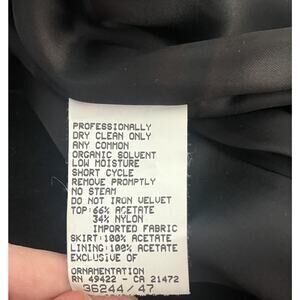 PROFESSIONALLY
DRY CLEAN ONLY
ANY COMMON
ORGANIC SOLVENT
LOW MOISTURE
SHORT CYCLE
REMOVE PROMPTLY
NO STEAM
DO NOT IRON VELVET
TOP:66% ACETATE
34% NYLON
IMPORTED FABRIC
SKIRT:100% ACETATE
LINING:100% ACETATE
EXCLUSIVE OF
ORNAMENTATION
RN 49422 - CA 21472
36244/47